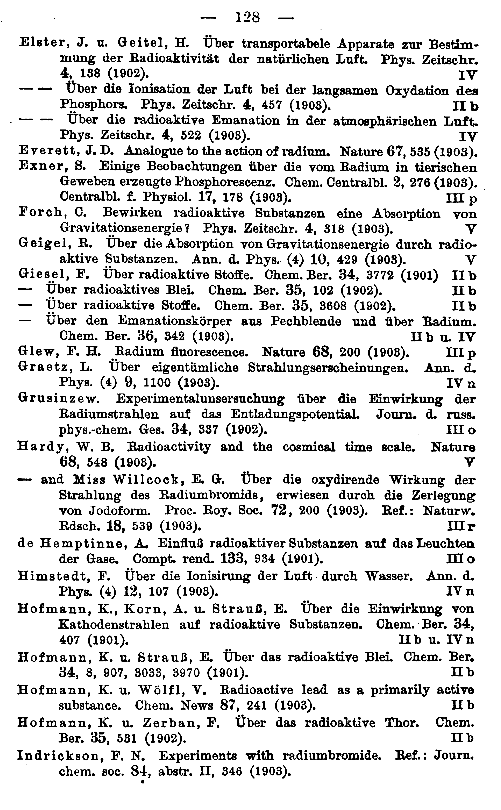 — 128 —
Elster, J. u. Geitel, H. Über transportabele Apparate zur Bestim-
mung der Radioaktivität der natürlichen Luft. Phys. Zeitschr.
4, 138 (1902). IV
— — Über die Ionisation der Luft bei der langsamen Oxydation des
Phosphors. Phys. Zeitschr. 4, 457 (1903). II b
— — Über die radioaktive Emanation in der atmosphärischen Luft.
Phys. Zeitschr. 4, 522 (1903). IV
Everett, J. D. Analogue to the action of radium. Nature 67, 535 (1903).
Exner, S. Einige Beobachtungen über die vom Radium in tierischen
Geweben erzeugte Phosphorescenz. Chem. Centralbl. 2, 276 (1903).
Centralbl. f. Physiol. 17, 178 (1903). III p
Forch, C. Bewirken radioaktive Substanzen eine Absorption von
Gravitationsenergie? Phys. Zeitschr. 4, 318 (1903). V
Geigel, R. Über die Absorption von Gravitationsenergie durch radio-
aktive Substanzen. Ann. d. Phys. (4) 10, 429 (1903). V
Giesel, F. Über radioaktive Stoffe. Chem. Ber. 34, 3772 (1901) II b
— Über radioaktives Blei. Chem. Ber. 35, 102 (1902). II b
— Über radioaktive Stoffe. Chem. Ber. 35, 3608 (1902). II b
— Über den Emanationskörper aus Pechblende und über Radium.
Chem. Ber. 36, 342 (1903). II b u. IV
Glew, F. H. Radium fluorescence. Nature 68, 200 (1903). III p
Graetz, L. Über eigentümliche Strahlungserscheinungen. Ann. d.
Phys. (4) 9, 1100 (1903). IV n
Grusinzew. Experimentalunsersuchung über die Einwirkung der
Radiumstrahlen auf das Entladungspotential. Journ. d. russ.
phys.-chem. Ges. 34, 337 (1902). III o
Hardy, W. B. Radioactivity and the cosmical time scale. Nature
68, 548 (1903). V
— and Miss Willcock, E. G. Über die oxydirende Wirkung der
Strahlung des Radiumbromids, erwiesen durch die Zerlegung
von Jodoform. Proc. Roy. Soc. 72, 200 (1903). Ref.: Naturw.
Rdsch. 18, 539 (1903). III r
de Hemptinne, A. Einfluß radioaktiver Substanzen auf das Leuchten
der Gase. Compt. rend. 133, 934 (1901). III o
Himstedt, F. Über die Ionisirung der Luft durch Wasser. Ann. d.
Phys. (4) 12, 107 (1903). IV n
Hofmann, K., Korn, A. u. Strauß, E. Über die Einwirkung von
Kathodenstrahlen auf radioaktive Substanzen. Chem. Ber. 34,
407 (1901). II b u. IV n
Hofmann, K. u. Strauß, E. Über das radioaktive Blei. Chem. Ber.
34, 8, 907, 3033, 3970 (1901). II b
Hofmann, K. u. Wölfl, V. Radioactive lead as a primarily active
substance. Chem. News 87, 241 (1903). II b
Hofmann, K. u. Zerban, F. Über das radioaktive Thor. Chem.
Ber. 35, 531 (1902). II b
Indrickson, F. N. Experiments with radiumbromide. Ref.: Journ.
chem. soc. 84, abstr. II, 346 (1903).